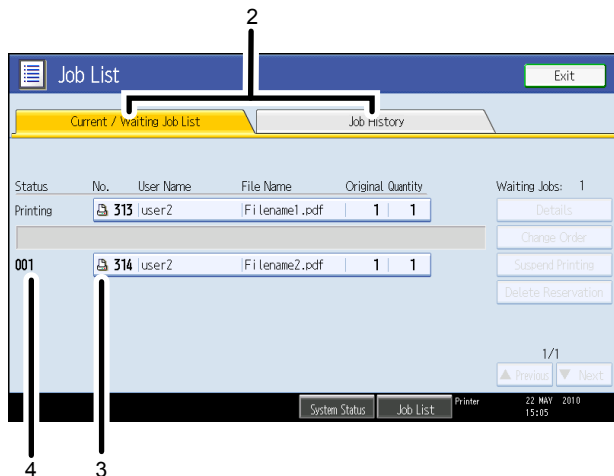 2
Job List
Exit
Current / Waiting Job List
Job History
Status No. User Name File Name Original Quantity Waiting Jobs: 1
Printing 313 user2 Filename1.pdf 1 1 Details
Change Order
001 314 user2 Filename2.pdf 1 1 Suspend Printing
Delete Reservation
1/1
▲ Previous ▼ Next
System Status Job List Printer 22 MAY 2010
15:05
4 3